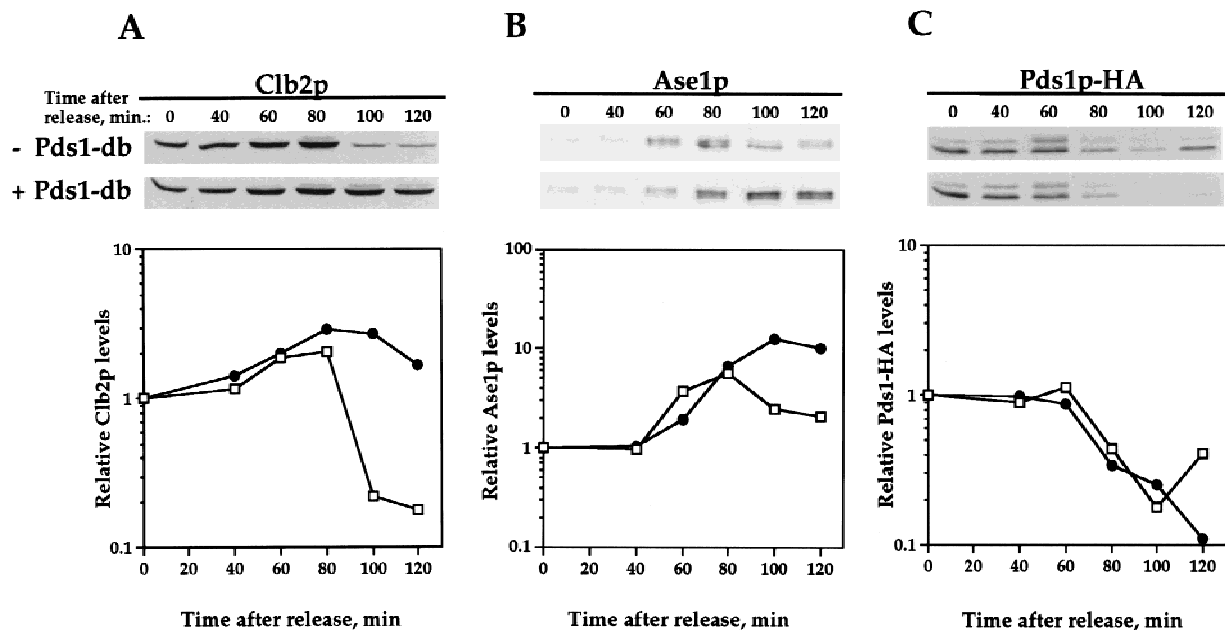 A
B
C
Clb2p
Ase1p
Pds1p-HA
Time after
release, min.:
0 40 60 80 100 120
0 40 60 80 100 120
0 40 60 80 100 120
- Pds1-db
+ Pds1-db
Relative Clb2p levels
10
1
0.1
0 20 40 60 80 100 120
Time after release, min
Relative Ase1p levels
100
10
1
0.1
0 20 40 60 80 100 120
Time after release, min
Relative Pds1-HA levels
10
1
0.1
0 20 40 60 80 100 120
Time after release, min